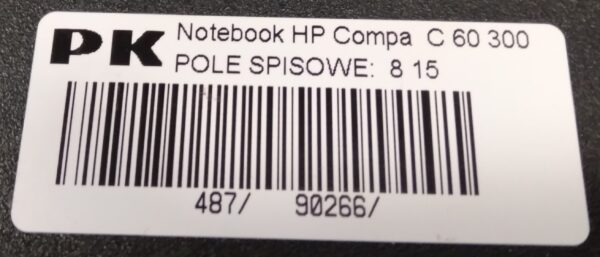 PK
Notebook HP Compa C 60 300
POLE SPISOWE: 8 15
487/ 90266/